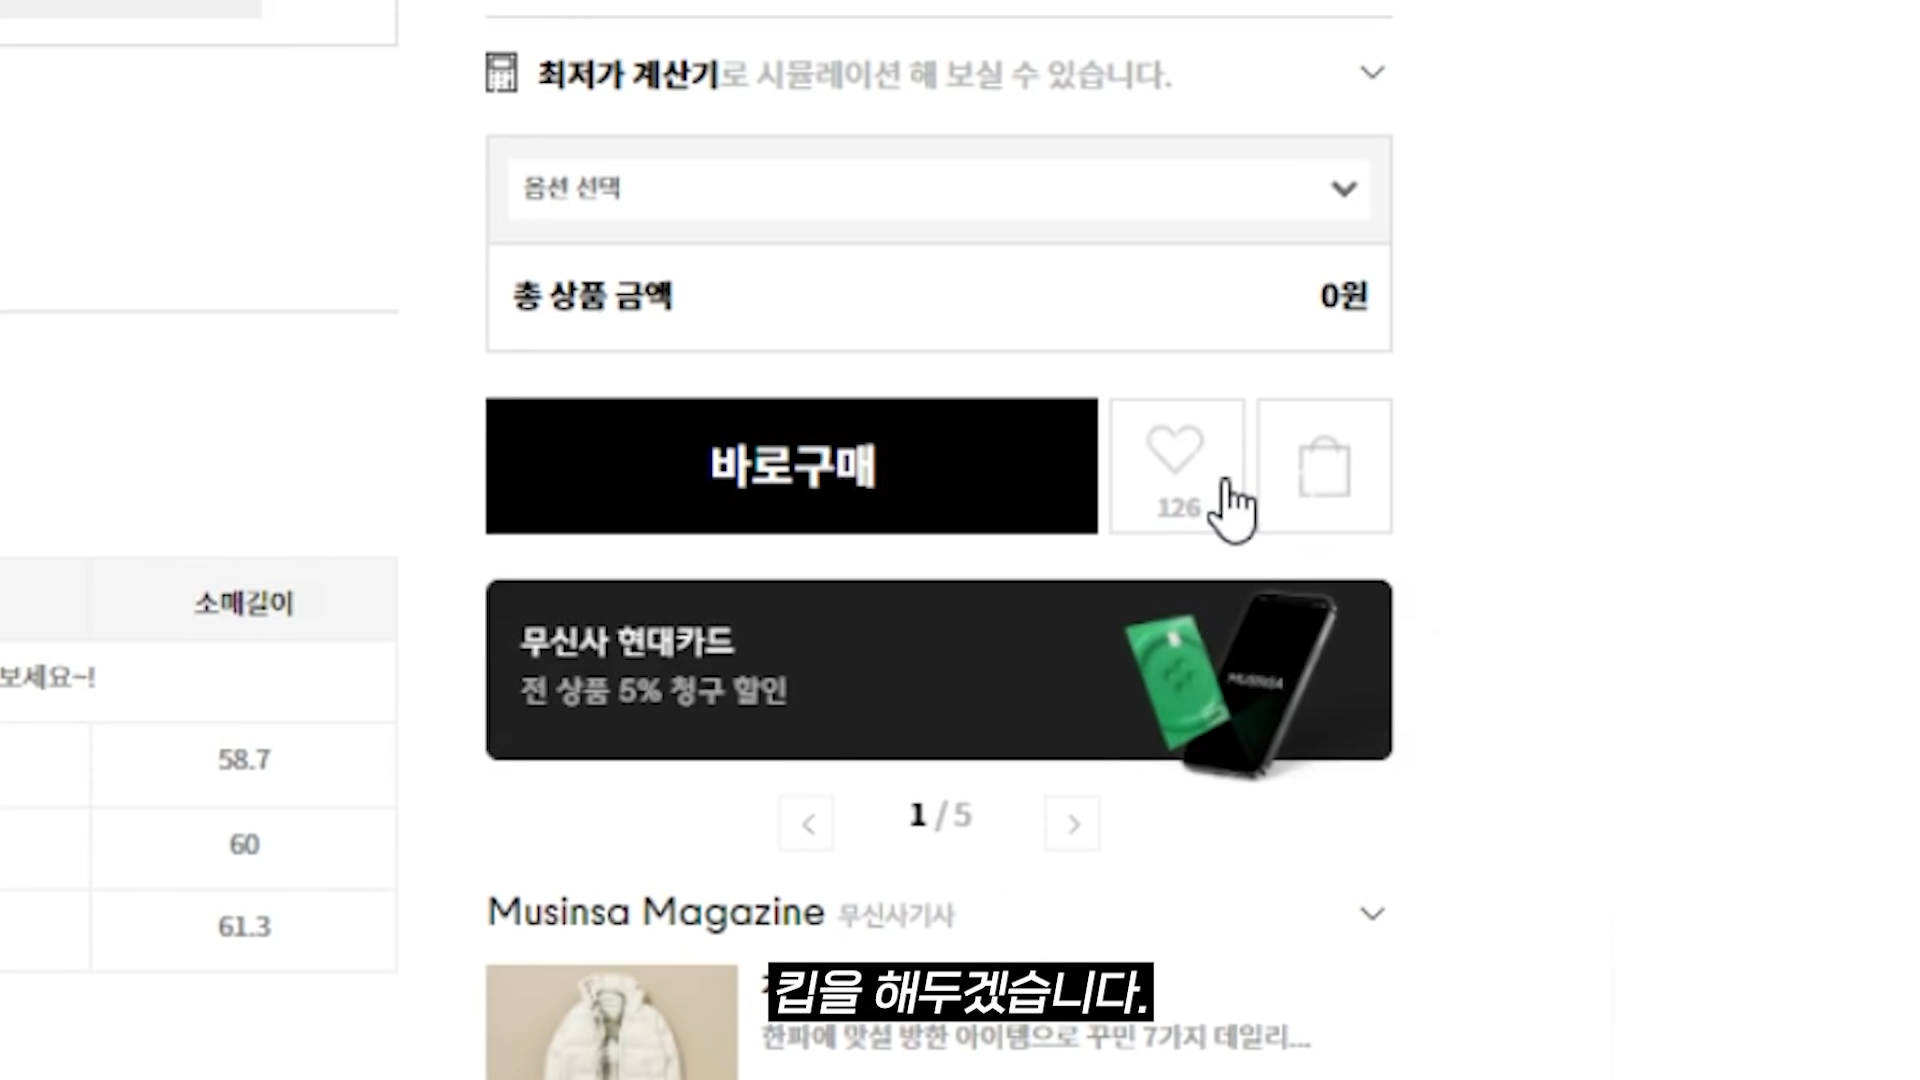 최저가 계산기로 시뮬레이션 해 보실 수 있습니다.
옵션 선택
총 상품 금액 0원
바로구매
126
소매길이
보세요~!
58.7
60
61.3
무신사 현대카드
전 상품 5% 청구 할인
MUSINSA
1 / 5
Musinsa Magazine 무신사기사
킵을 해두겠습니다.
한파에 맞설 방한 아이템으로 꾸민 7가지 데일리...